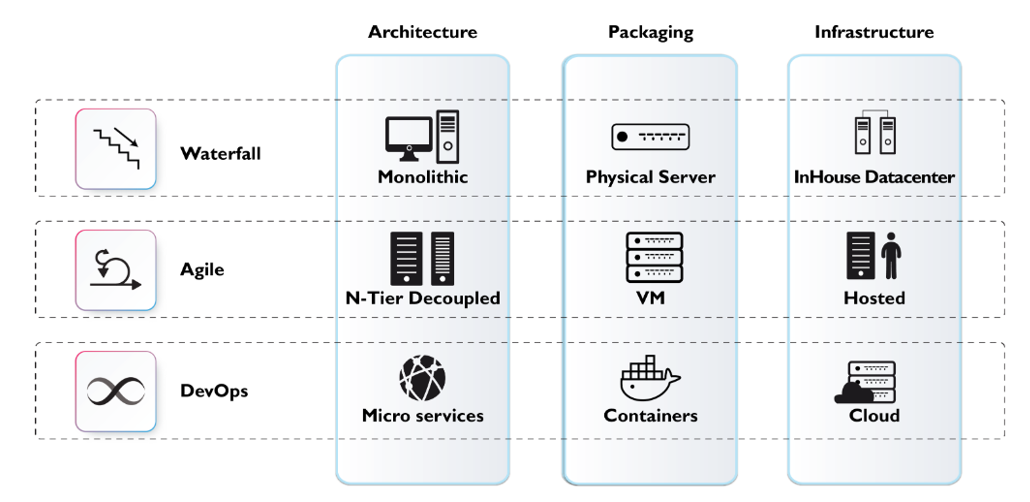 Architecture Packaging Infrastructure
Waterfall Monolithic Physical Server InHouse Datacenter
Agile N-Tier Decoupled VM Hosted
DevOps Micro services Containers Cloud